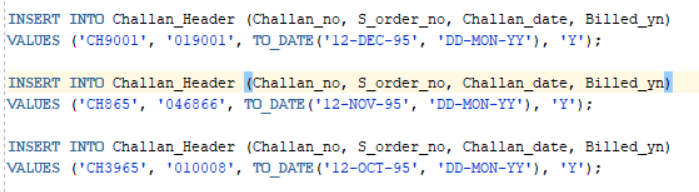 INSERT INTO Challan_Header (Challan_no, S_order_no, Challan_date, Billed_yn)
VALUES ('CH9001', '019001', TO_DATE('12-DEC-95', 'DD-MON-YY'), 'Y');
INSERT INTO Challan_Header (Challan_no, S_order_no, Challan_date, Billed_yn)
VALUES ('CH865', '046866', TO_DATE('12-NOV-95', 'DD-MON-YY'), 'Y');
INSERT INTO Challan_Header (Challan_no, S_order_no, Challan_date, Billed_yn)
VALUES ('CH3965', '010008', TO_DATE('12-OCT-95', 'DD-MON-YY'), 'Y');